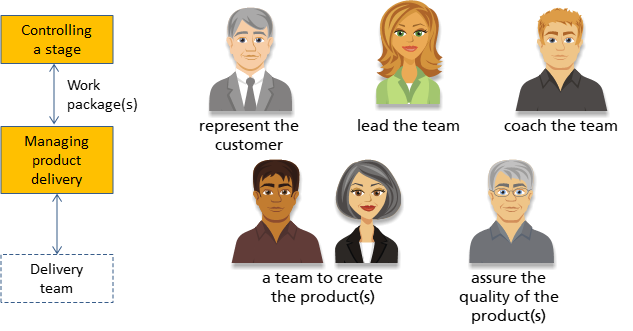 Controlling
a stage
Work
package(s)
Managing
product
delivery
Delivery
team
represent the
customer
lead the team
coach the team
a team to create
the product(s)
assure the
quality of the
product(s)